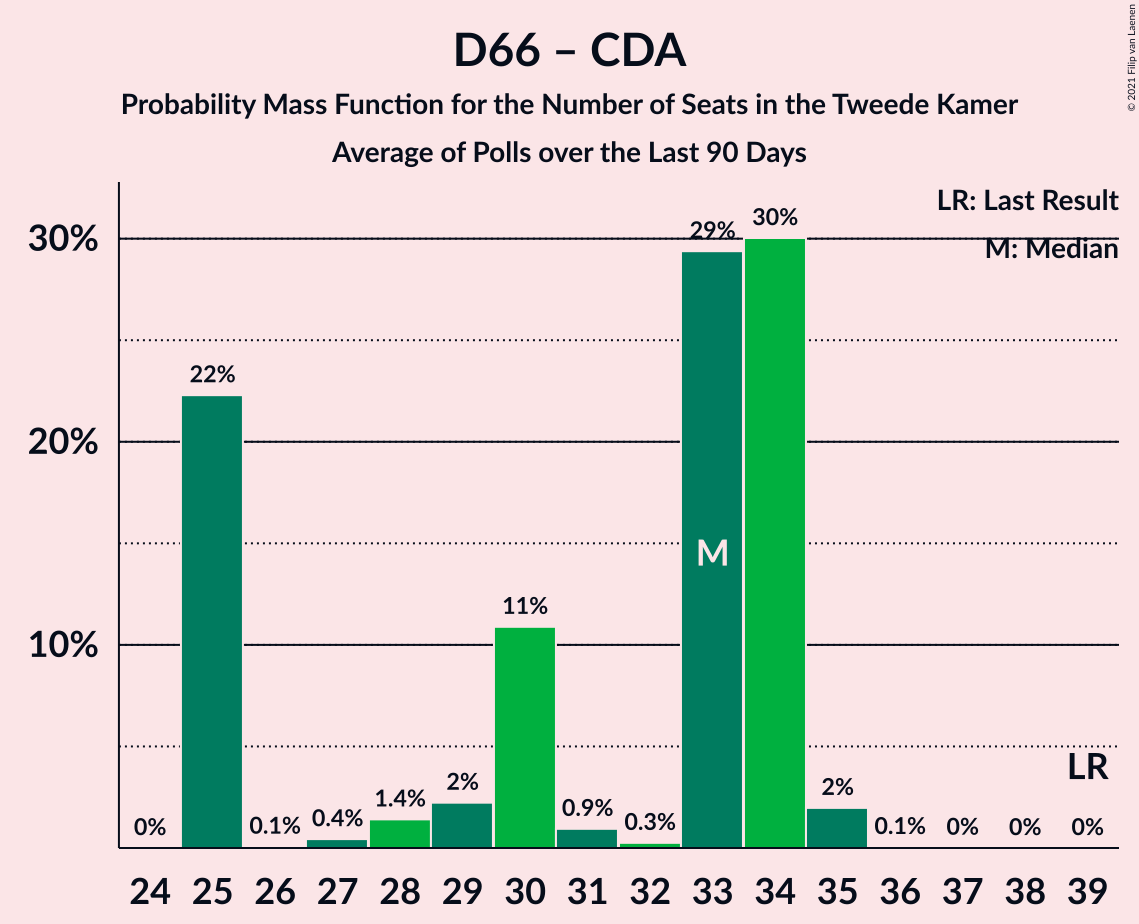 D66 – CDA
Probability Mass Function for the Number of Seats in the Tweede Kamer
Average of Polls over the Last 90 Days
© 2021 Filip van Laenen
LR: Last Result
M: Median
30%
20%
10%
0%
22%
0.1%
0.4%
1.4%
2%
11%
0.9%
0.3%
29%
30%
2%
0.1%
0%
0%
0%
M
LR
24 25 26 27 28 29 30 31 32 33 34 35 36 37 38 39